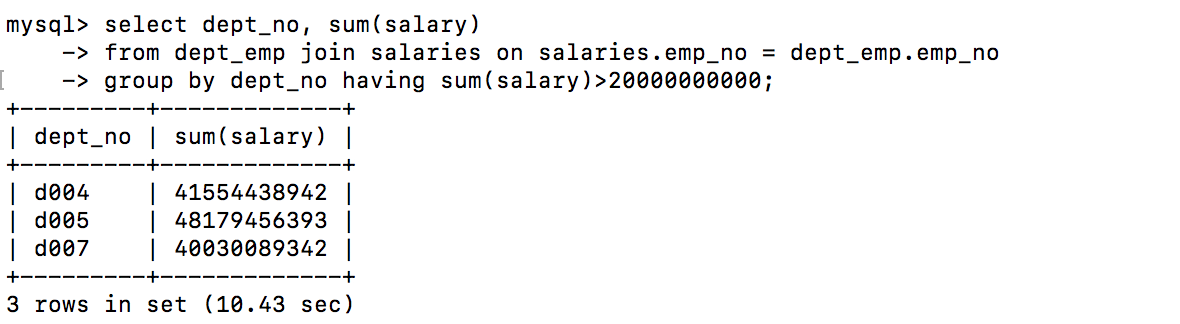 mysql> select dept_no, sum(salary)
    -> from dept_emp join salaries on salaries.emp_no = dept_emp.emp_no
    -> group by dept_no having sum(salary)>20000000000;
+---------+-------------+
| dept_no | sum(salary) |
+---------+-------------+
| d004    | 41554438942 |
| d005    | 48179456393 |
| d007    | 40030089342 |
+---------+-------------+
3 rows in set (10.43 sec)